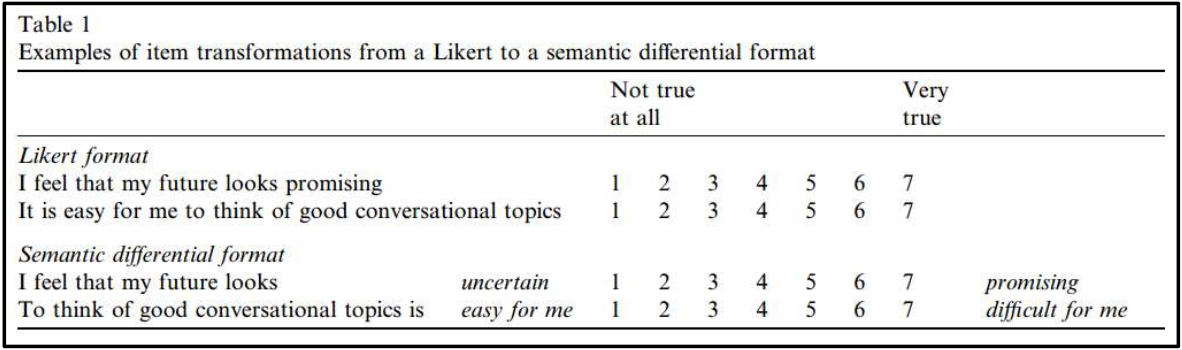 Table 1
Examples of item transformations from a Likert to a semantic differential format
Not true Very
at all true
Likert format
I feel that my future looks promising 1 2 3 4 5 6 7
It is easy for me to think of good conversational topics 1 2 3 4 5 6 7
Semantic differential format
I feel that my future looks uncertain 1 2 3 4 5 6 7 promising
To think of good conversational topics is easy for me 1 2 3 4 5 6 7 difficult for me